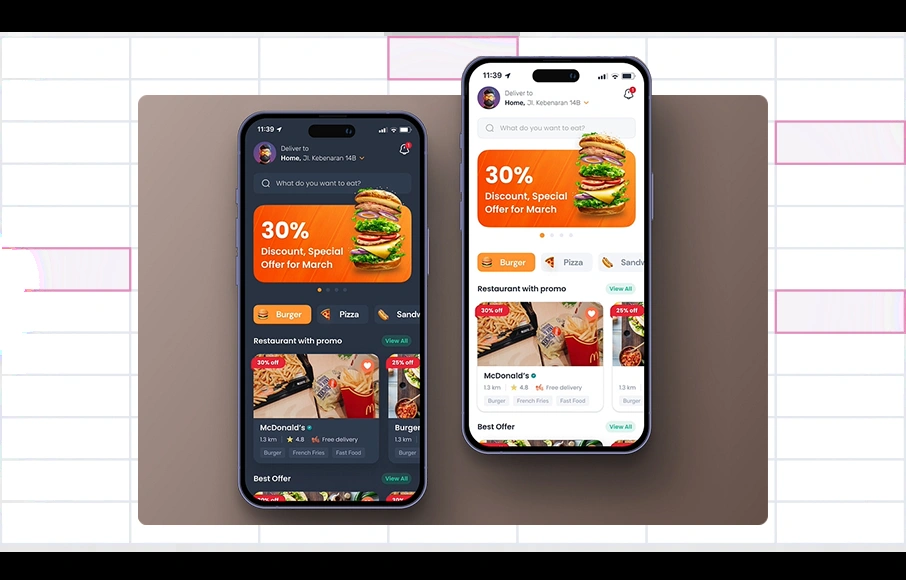 11:39
Deliver to
Home, Jl. Kebenaran 14B
1
What do you want to eat?
30%
Discount, Special
Offer for March
Burger
Pizza
Sandw
Restaurant with promo
View All
30% off
25% off
McDonald's
Burger
1.3 km
4.8
Free delivery
1.3 km
Burger
French Fries
Fast Food
Burger
Best Offer
View All
11:39
Deliver to
Home, Jl. Kebenaran 14B
1
What do you want to eat?
30%
Discount, Special
Offer for March
Burger
Pizza
Sandw
Restaurant with promo
View All
30% off
25% off
McDonald's
1.3 km
4.8
Free delivery
1.3 km
Burger
French Fries
Fast Food
Burger
Best Offer
View All